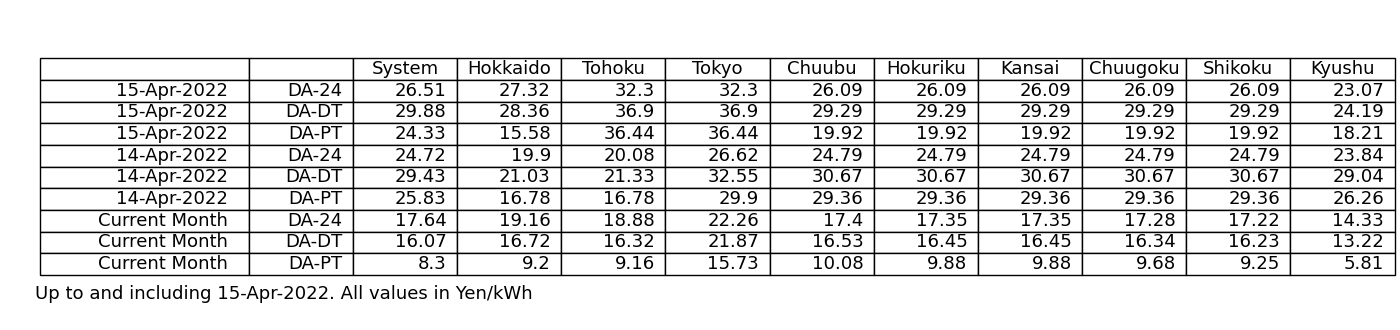 System Hokkaido Tohoku Tokyo Chuubu Hokuriku Kansai Chuugoku Shikoku Kyushu
15-Apr-2022 DA-24 26.51 27.32 32.3 32.3 26.09 26.09 26.09 26.09 26.09 23.07
15-Apr-2022 DA-DT 29.88 28.36 36.9 36.9 29.29 29.29 29.29 29.29 29.29 24.19
15-Apr-2022 DA-PT 24.33 15.58 36.44 36.44 19.92 19.92 19.92 19.92 19.92 18.21
14-Apr-2022 DA-24 24.72 19.9 20.08 26.62 24.79 24.79 24.79 24.79 24.79 23.84
14-Apr-2022 DA-DT 29.43 21.03 21.33 32.55 30.67 30.67 30.67 30.67 30.67 29.04
14-Apr-2022 DA-PT 25.83 16.78 16.78 29.9 29.36 29.36 29.36 29.36 29.36 26.26
Current Month DA-24 17.64 19.16 18.88 22.26 17.4 17.35 17.35 17.28 17.22 14.33
Current Month DA-DT 16.07 16.72 16.32 21.87 16.53 16.45 16.45 16.34 16.23 13.22
Current Month DA-PT 8.3 9.2 9.16 15.73 10.08 9.88 9.88 9.68 9.25 5.81
Up to and including 15-Apr-2022. All values in Yen/kWh